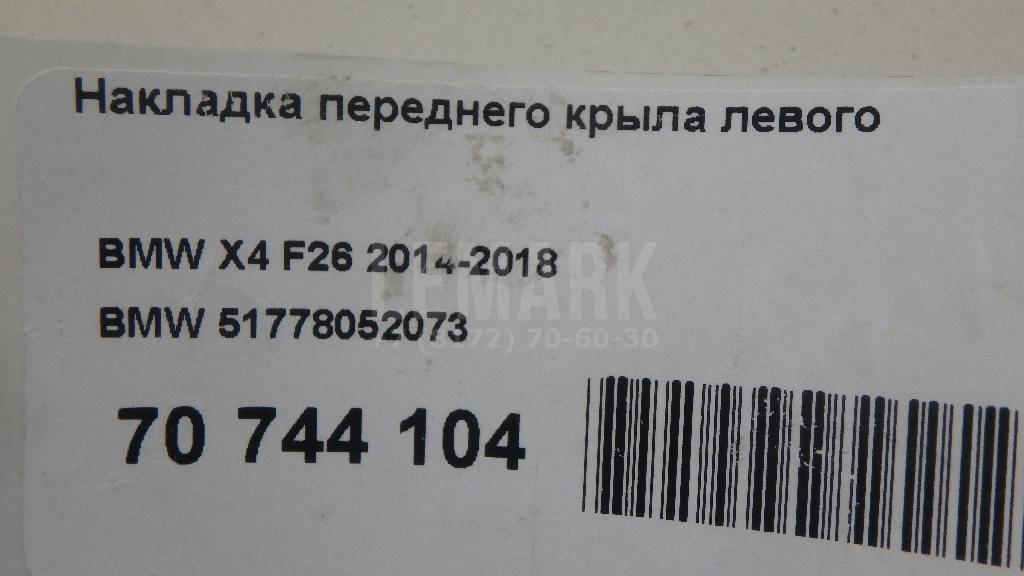 Накладка переднего крыла левого
BMW X4 F26 2014-2018
BMW 51778052073
70 744 104